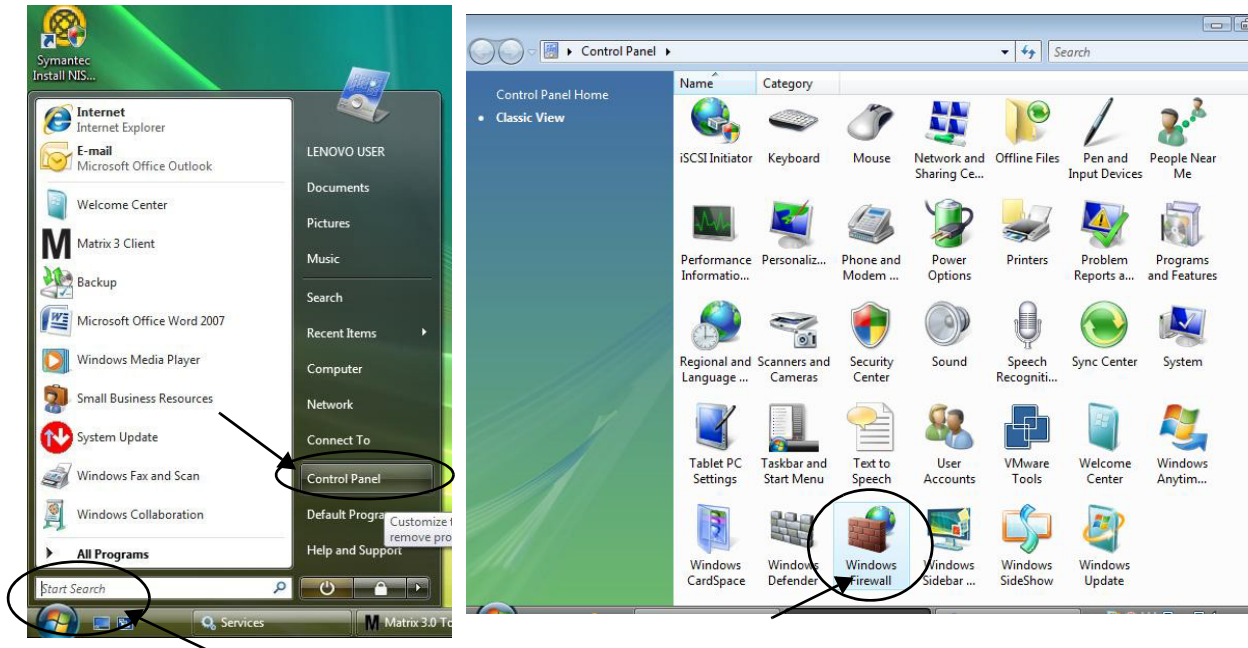 Symantec
Install NIS...
Internet
Internet Explorer
E-mail
Microsoft Office Outlook
Welcome Center
Matrix 3 Client
Backup
Microsoft Office Word 2007
Windows Media Player
Small Business Resources
System Update
Windows Fax and Scan
Windows Collaboration
All Programs
Start Search
LENOVO USER
Documents
Pictures
Music
Search
Recent Items
Computer
Network
Connect To
Control Panel
Default Progra
Customize
remove pro
Help and Support
Services
M Matrix 3.0 To
Control Panel
Search
Control Panel Home
Classic View
Name Category
iSCSI Initiator Keyboard Mouse Network and Offline Files Pen and People Near
Sharing Ce... Input Devices Me
Performance Personaliz... Phone and Power Printers Problem Programs
Informatio... Modem ... Options Reports a... and Features
Regional and Scanners and Security Sound Speech Sync Center System
Language ... Cameras Center Recogniti...
Tablet PC Taskbar and Text to User VMware Welcome Windows
Settings Start Menu Speech Accounts Tools Center Anytim...
Windows Windows Windows Windows Windows Windows
CardSpace Defender Firewall Sidebar ... SideShow Update